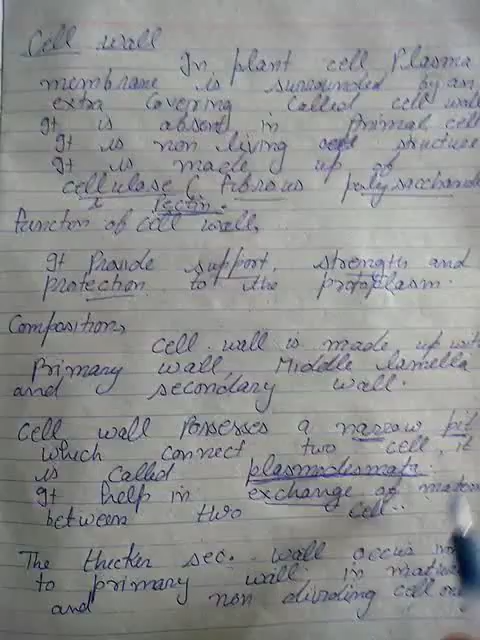 Cell wall
In plant cell Plasma
membrane is surrounded by an
extra covering called cell wall
It is absent in Animal cell
It is non living structure
It is made up of
cellulase ( fibrous polysaccharide
& Pectin.
function of cell wall,
It Provide support, strength and
protection to the protoplasm.
Composition,
cell wall is made up with
Primary wall, Middle lamella
and secondary wall.
Cell wall Possesses a narrow pit
which connect two cell, it
is called plasmodesmata.
It help in exchange of
between two cell..
The thicker sec. wall occurs
to primary wall in
and non dividing cell